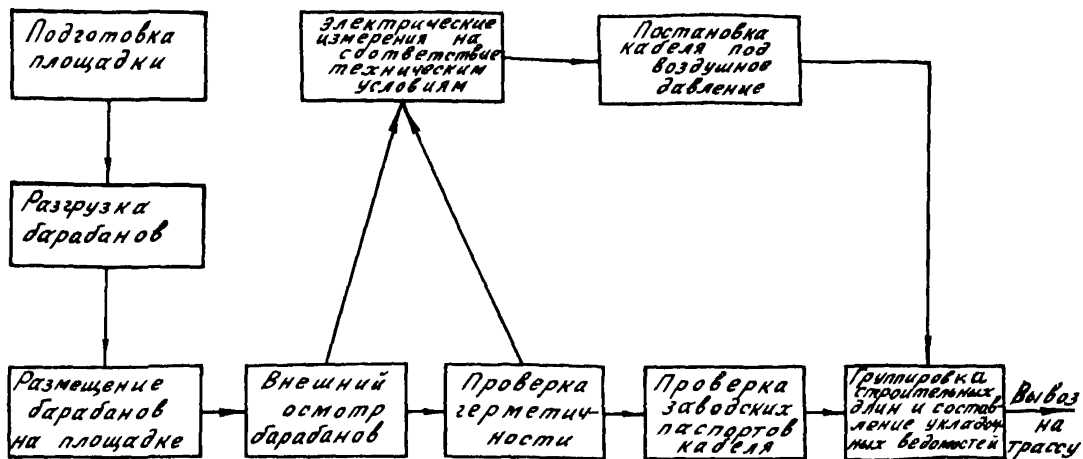 Подготовка
площадки
Электрические
измерения на
соответствие
техническим
условиям
Постановка
кабеля под
воздушное
давление
Разгрузка
барабанов
Размещение
барабанов
на площадке
Внешний
осмотр
барабанов
Проверка
герметич-
ности
Проверка
заводских
паспортов
кабеля
Группировка
строительных
длин и состав
ление укладоч-
ных ведомостей
Вывоз
на
трассу